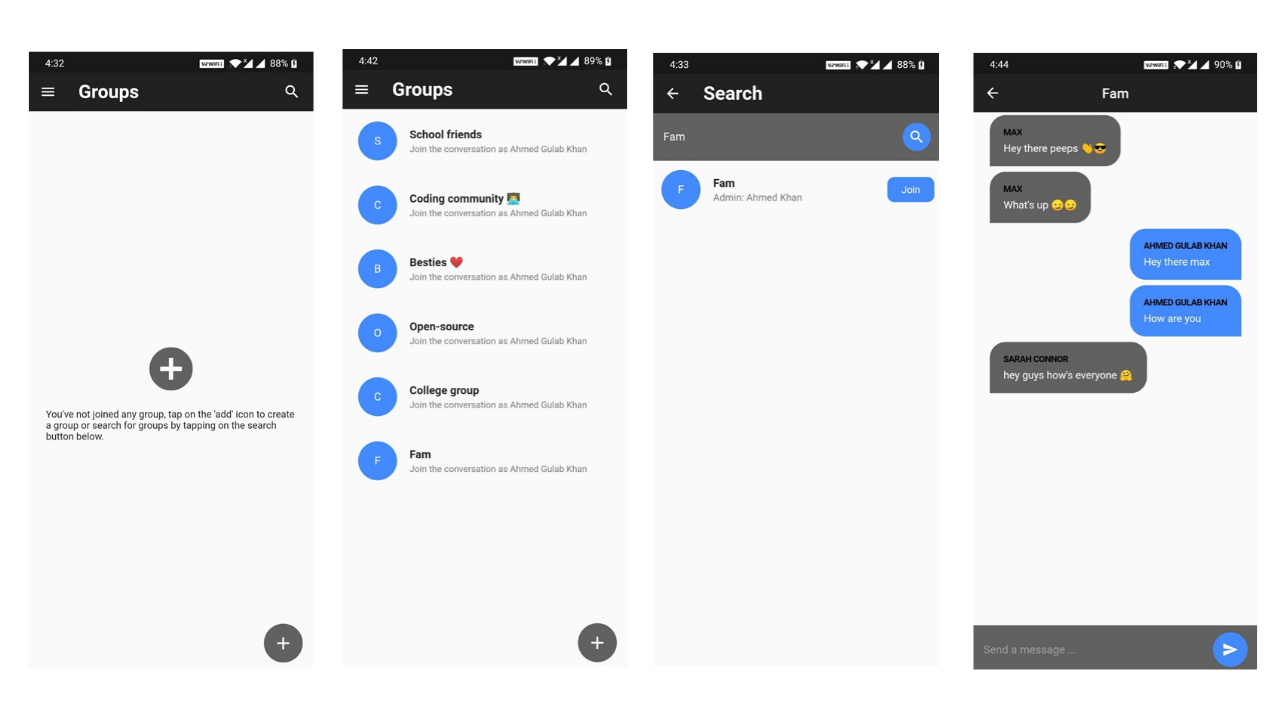 4:32
88%
Groups
You've not joined any group, tap on the 'add' icon to create
a group or search for groups by tapping on the search
button below.
4:42
89%
Groups
S
School friends
Join the conversation as Ahmed Gulab Khan
C
Coding community 🧑‍💻
Join the conversation as Ahmed Gulab Khan
B
Besties ❤️
Join the conversation as Ahmed Gulab Khan
O
Open-source
Join the conversation as Ahmed Gulab Khan
C
College group
Join the conversation as Ahmed Gulab Khan
F
Fam
Join the conversation as Ahmed Gulab Khan
4:33
88%
Search
Fam
F
Fam
Admin: Ahmed Khan
Join
4:44
90%
Fam
MAX
Hey there peeps 👏😎
MAX
What's up 😏😏
AHMED GULAB KHAN
Hey there max
AHMED GULAB KHAN
How are you
SARAH CONNOR
hey guys how's everyone 🤗
Send a message ...